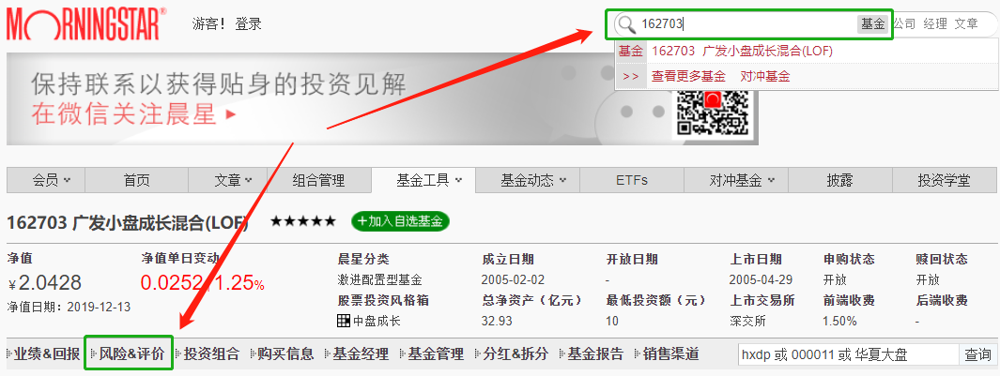 MORNINGSTAR® 游客! 登录
162703 基金 公司 经理 文章
基金 162703 广发小盘成长混合(LOF)
>> 查看更多基金 对冲基金
保持联系以获得贴身的投资见解
在微信关注晨星
会员 首页 文章 组合管理 基金工具 基金动态 ETFs 对冲基金 披露 投资学堂
162703 广发小盘成长混合(LOF) ★★★★★ +加入自选基金
净值 净值单日变动 晨星分类 成立日期 开放日期 上市日期 申购状态 赎回状态
¥2.0428 0.0252/1.25% 激进配置型基金 2005-02-02 - 2005-04-29 开放 开放
净值日期：2019-12-13 股票投资风格箱 总净资产（亿元） 最低投资额（元） 上市交易所 前端收费 后端收费
中盘成长 32.93 10 深交所 1.50% -
业绩&回报 风险&评价 投资组合 购买信息 基金经理 基金管理 分红&拆分 基金报告 销售渠道 hxdp 或 000011 或 华夏大盘 查询